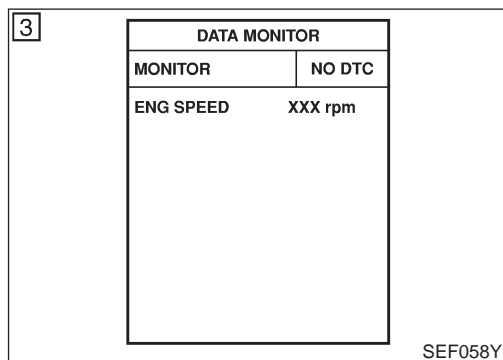 3
DATA MONITOR
MONITOR NO DTC
ENG SPEED XXX rpm
SEF058Y